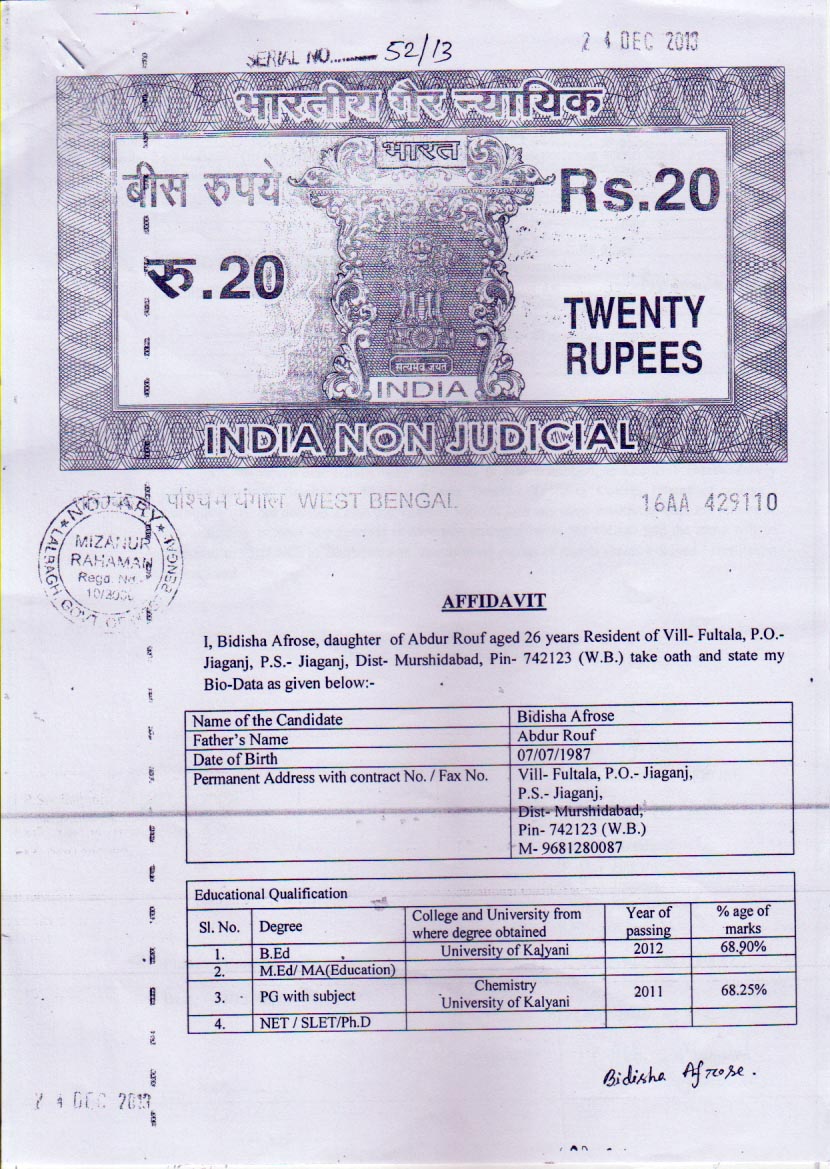 SERIAL NO. 52/13
24 DEC 2013
भारतीय गैर न्यायिक
भारत
बीस रुपये
Rs.20
रु.20
TWENTY
RUPEES
सत्यमेव जयते
INDIA
INDIA NON JUDICIAL
पश्चिम बंगाल WEST BENGAL
16AA 429110
NOTARY
MIZANUR
RAHAMAN
Regd. No.
LALBAGH GOVT. OF WEST BENGAL
AFFIDAVIT
I, Bidisha Afrose, daughter of Abdur Rouf aged 26 years Resident of Vill- Fultala, P.O.-
Jiaganj, P.S.- Jiaganj, Dist- Murshidabad, Pin- 742123 (W.B.) take oath and state my
Bio-Data as given below:-
Name of the Candidate Bidisha Afrose
Father's Name Abdur Rouf
Date of Birth 07/07/1987
Permanent Address with contract No. / Fax No. Vill- Fultala, P.O.- Jiaganj,
P.S.- Jiaganj,
Dist- Murshidabad,
Pin- 742123 (W.B.)
M- 9681280087
Educational Qualification
Sl. No. Degree College and University from where degree obtained Year of passing % age of marks
1. B.Ed University of Kalyani 2012 68.90%
2. M.Ed/ MA(Education)
3. PG with subject Chemistry University of Kalyani 2011 68.25%
4. NET / SLET/Ph.D
Bidisha Afrose.
24 DEC 2013